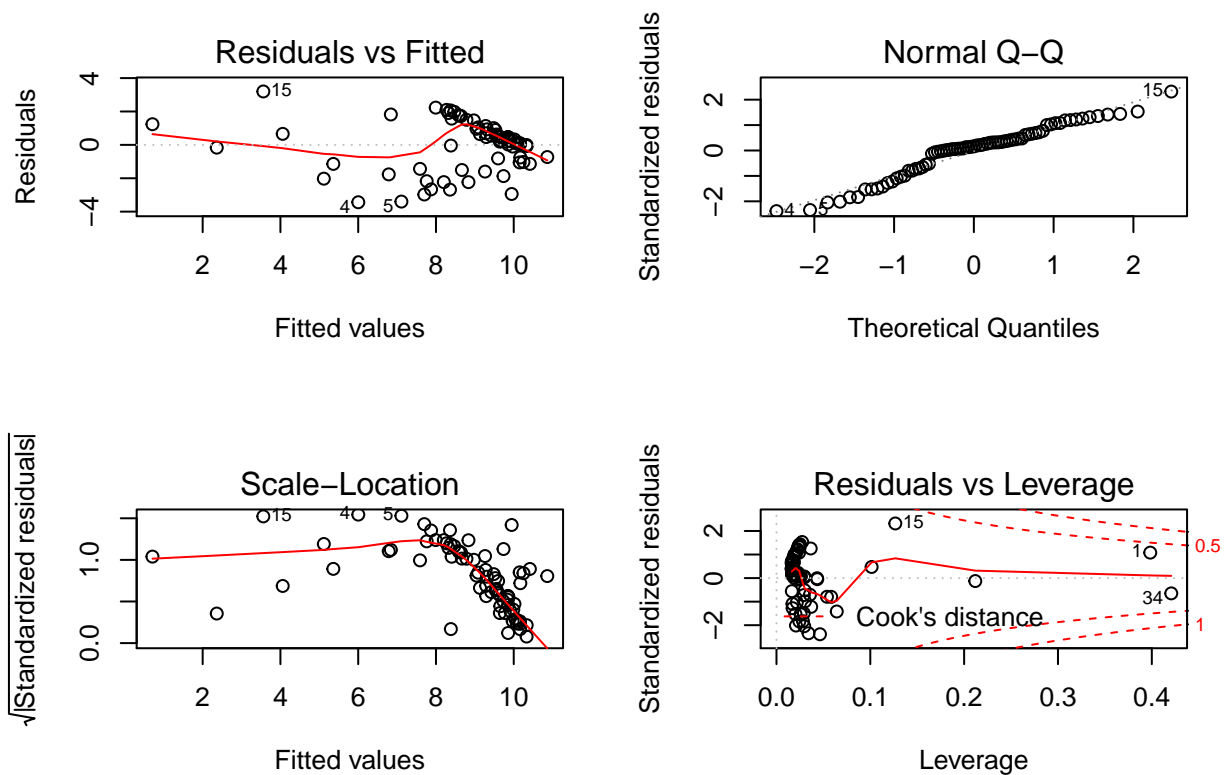 Residuals vs Fitted
Residuals
4
0
−4
15
4
5
2 4 6 8 10
Fitted values
Normal Q−Q
Standardized residuals
2
0
−2
15
4
5
−2 −1 0 1 2
Theoretical Quantiles
Scale−Location
√|Standardized residuals|
1.0
0.0
15
4
5
2 4 6 8 10
Fitted values
Residuals vs Leverage
Standardized residuals
2
0
−2
15
1
34
0.5
1
Cook's distance
0.0 0.1 0.2 0.3 0.4
Leverage